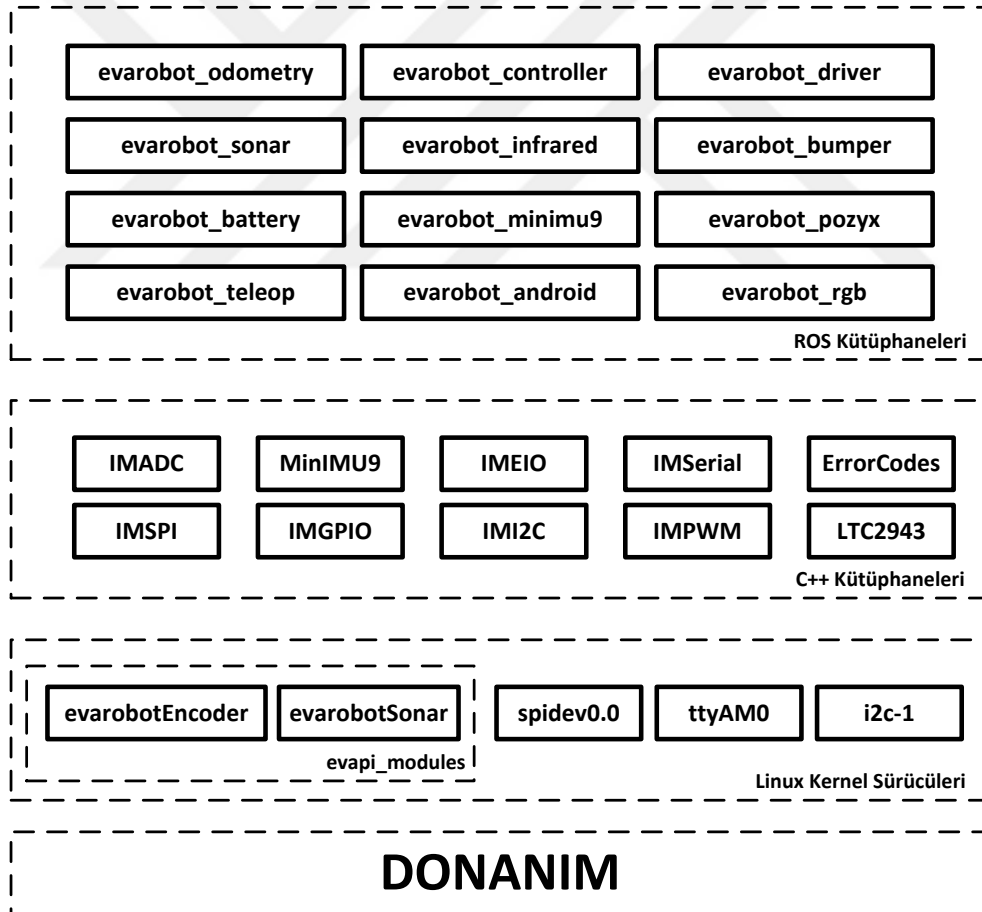 evarobot_odometry evarobot_controller evarobot_driver
evarobot_sonar evarobot_infrared evarobot_bumper
evarobot_battery evarobot_minimu9 evarobot_pozyx
evarobot_teleop evarobot_android evarobot_rgb
ROS Kütüphaneleri
IMADC MinIMU9 IMEIO IMSerial ErrorCodes
IMSPI IMGPIO IMI2C IMPWM LTC2943
C++ Kütüphaneleri
evarobotEncoder evarobotSonar spidev0.0 ttyAM0 i2c-1
evapi_modules
Linux Kernel Sürücüleri
DONANIM